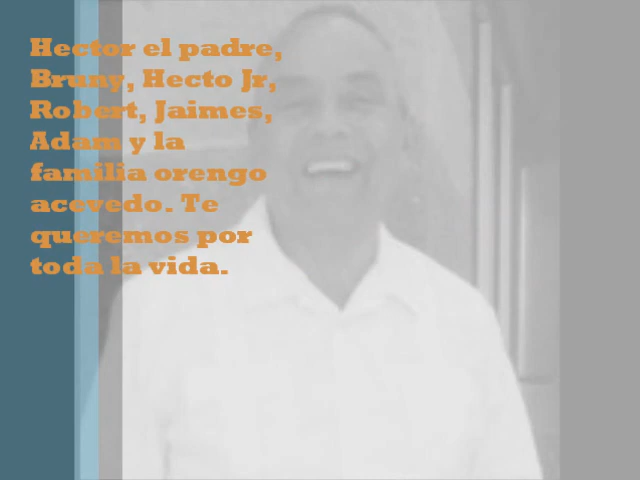 Hector el padre,
Bruny, Hecto Jr,
Robert, Jaimes,
Adam y la
familia orengo
acevedo. Te
queremos por
toda la vida.